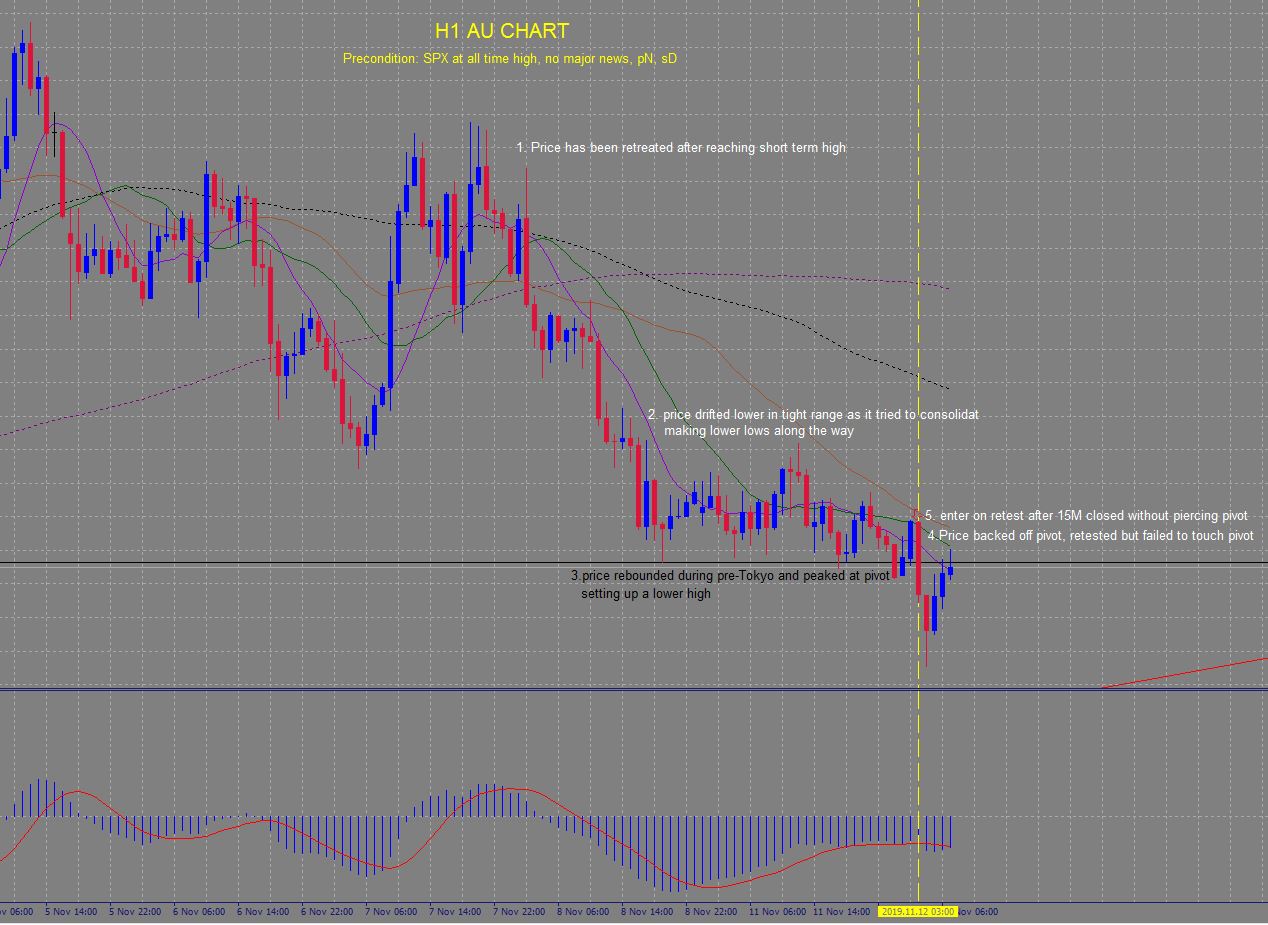 H1 AU CHART
Precondition: SPX at all time high, no major news, pN, sD
1. Price has been retreated after reaching short term high
2. price drifted lower in tight range as it tried to consolidat
making lower lows along the way
5. enter on retest after 15M closed without piercing pivot
4.Price backed off pivot, retested but failed to touch pivot
3.price rebounded during pre-Tokyo and peaked at pivot
setting up a lower high
ov 06:00 5 Nov 14:00 5 Nov 22:00 6 Nov 06:00 6 Nov 14:00 6 Nov 22:00 7 Nov 06:00 7 Nov 14:00 7 Nov 22:00 8 Nov 06:00 8 Nov 14:00 8 Nov 22:00 11 Nov 06:00 11 Nov 14:00 2019.11.12 03:00 Nov 06:00